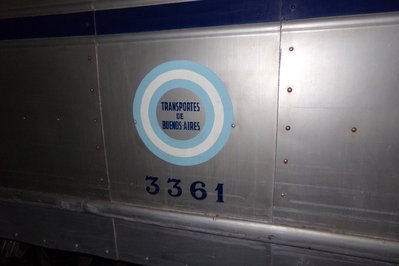 TRANSPORTES
DE
BUENOS AIRES
3361